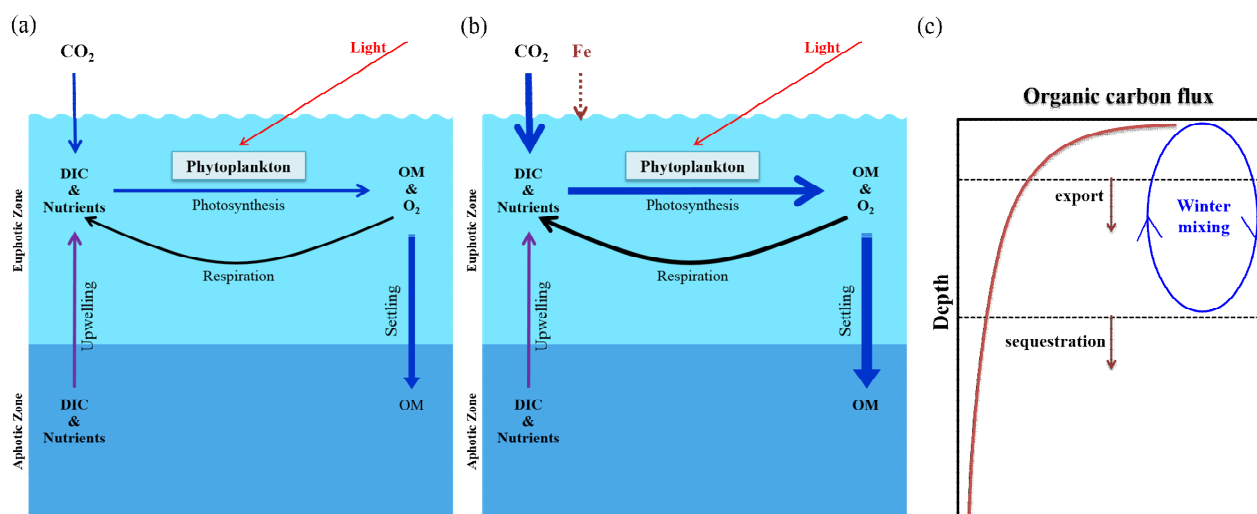 (a)
CO2
Light
Phytoplankton
DIC
&
Nutrients
Photosynthesis
OM
&
O2
Respiration
Upwelling
Settling
DIC
&
Nutrients
OM
Euphotic Zone
Aphotic Zone
(b)
CO2
Fe
Light
Phytoplankton
DIC
&
Nutrients
Photosynthesis
OM
&
O2
Respiration
Upwelling
Settling
DIC
&
Nutrients
OM
Euphotic Zone
Aphotic Zone
(c)
Organic carbon flux
Depth
export
Winter
mixing
sequestration